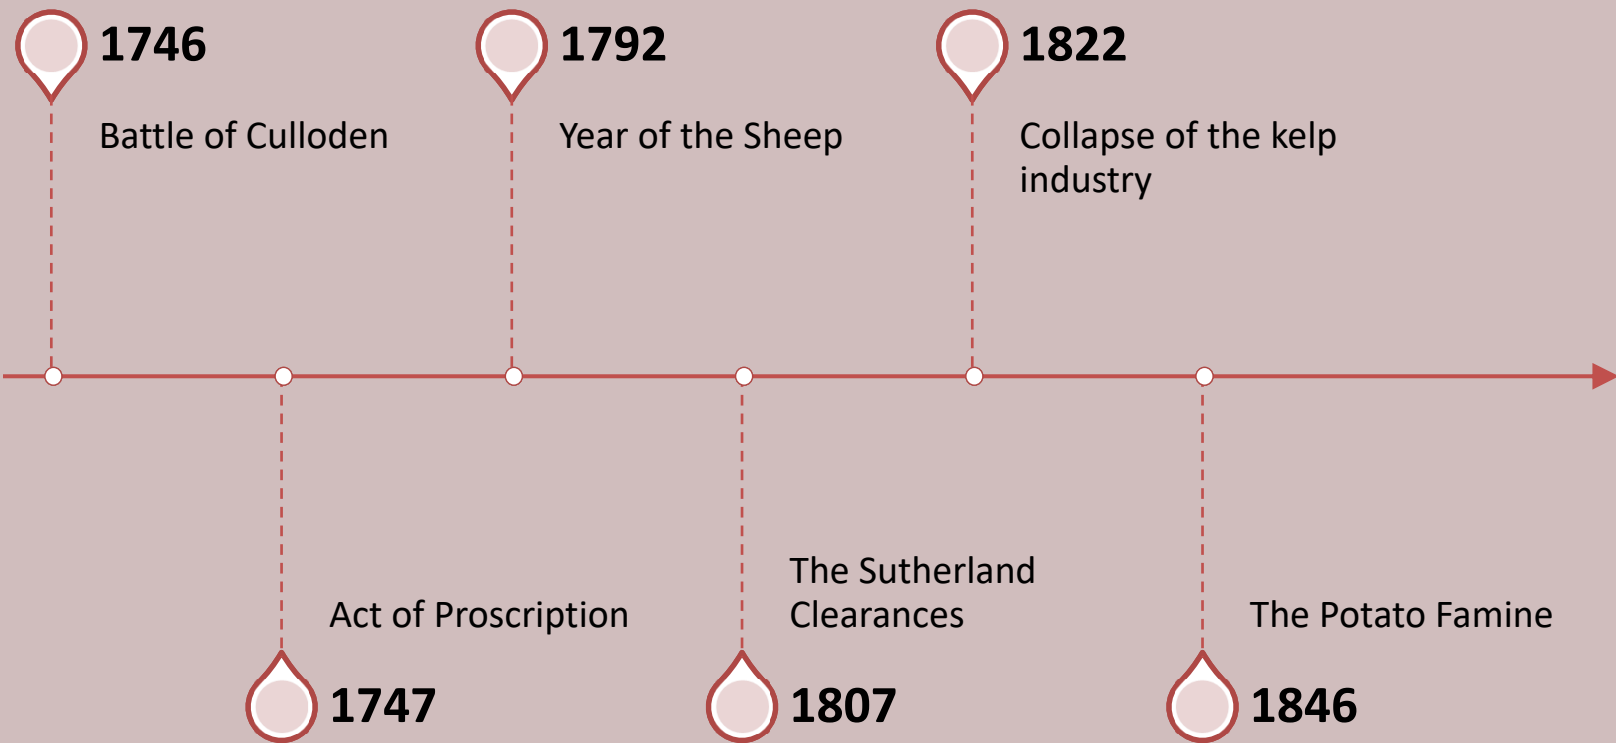 1746
Battle of Culloden
1747
Act of Proscription
1792
Year of the Sheep
1807
The Sutherland
Clearances
1822
Collapse of the kelp
industry
1846
The Potato Famine